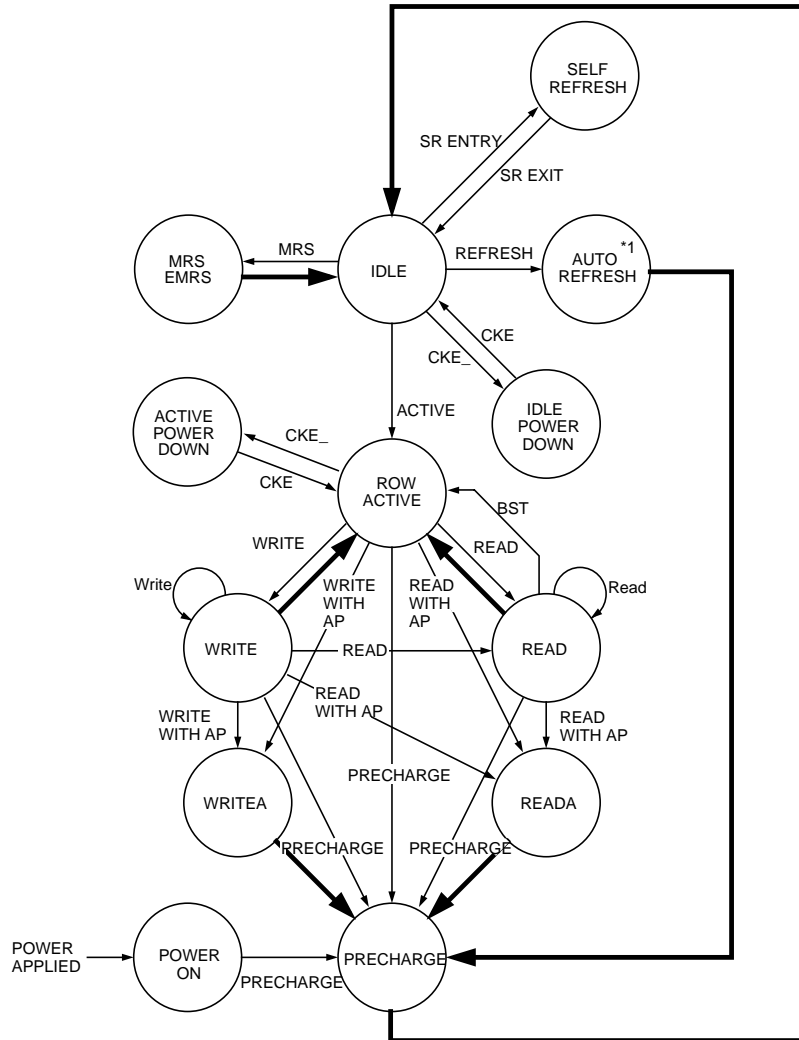 SELF
REFRESH
SR ENTRY
SR EXIT
MRS
EMRS
MRS
IDLE
REFRESH
AUTO
REFRESH
*1
CKE
CKE_
IDLE
POWER
DOWN
ACTIVE
ACTIVE
POWER
DOWN
CKE_
CKE
ROW
ACTIVE
BST
WRITE
READ
Write
WRITE
WITH
AP
READ
WITH
AP
Read
WRITE
READ
READ
READ
WITH AP
WRITE
WITH AP
READ
WITH AP
PRECHARGE
WRITEA
READA
PRECHARGE
PRECHARGE
POWER
APPLIED
POWER
ON
PRECHARGE
PRECHARGE